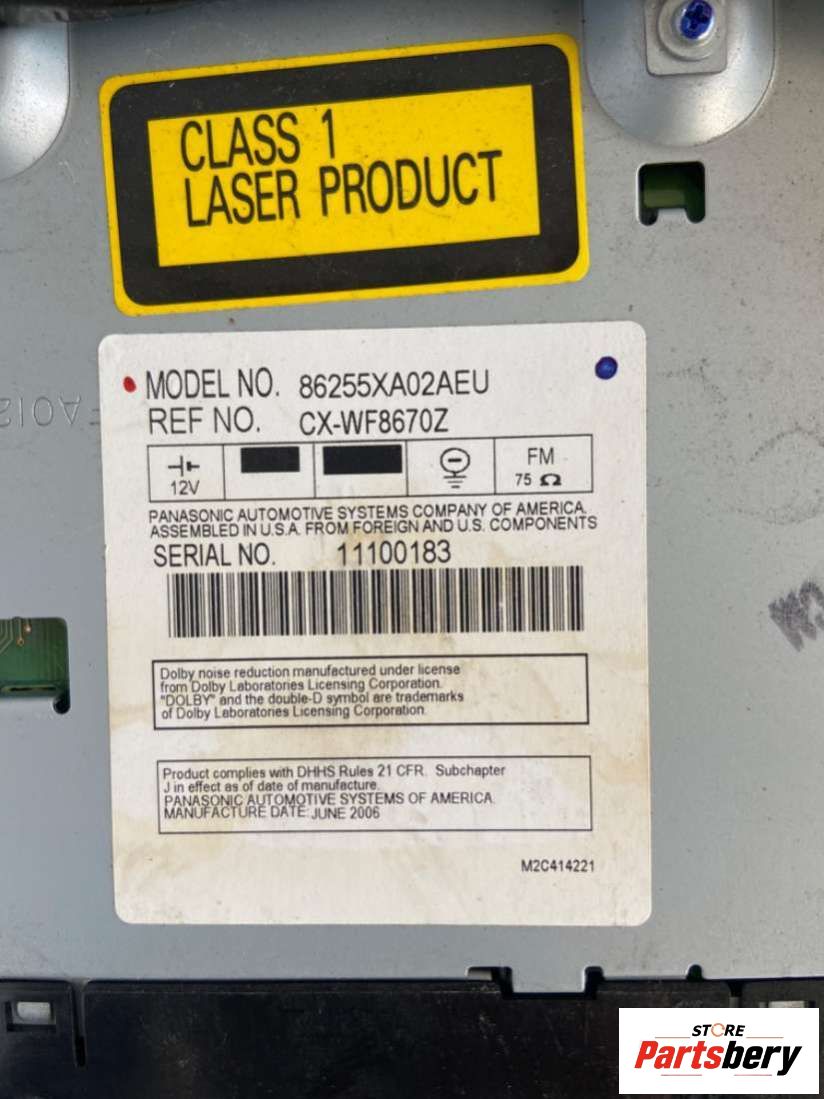 CLASS 1
LASER PRODUCT
MODEL NO. 86255XA02AEU
REF NO. CX-WF8670Z
12V
FM
75 Ω
PANASONIC AUTOMOTIVE SYSTEMS COMPANY OF AMERICA.
ASSEMBLED IN U.S.A. FROM FOREIGN AND U.S. COMPONENTS
SERIAL NO. 11100183
Dolby noise reduction manufactured under license
from Dolby Laboratories Licensing Corporation.
"DOLBY" and the double-D symbol are trademarks
of Dolby Laboratories Licensing Corporation.
Product complies with DHHS Rules 21 CFR. Subchapter
J in effect as of date of manufacture.
PANASONIC AUTOMOTIVE SYSTEMS OF AMERICA.
MANUFACTURE DATE: JUNE 2006
M2C414221
STORE
Partsbery